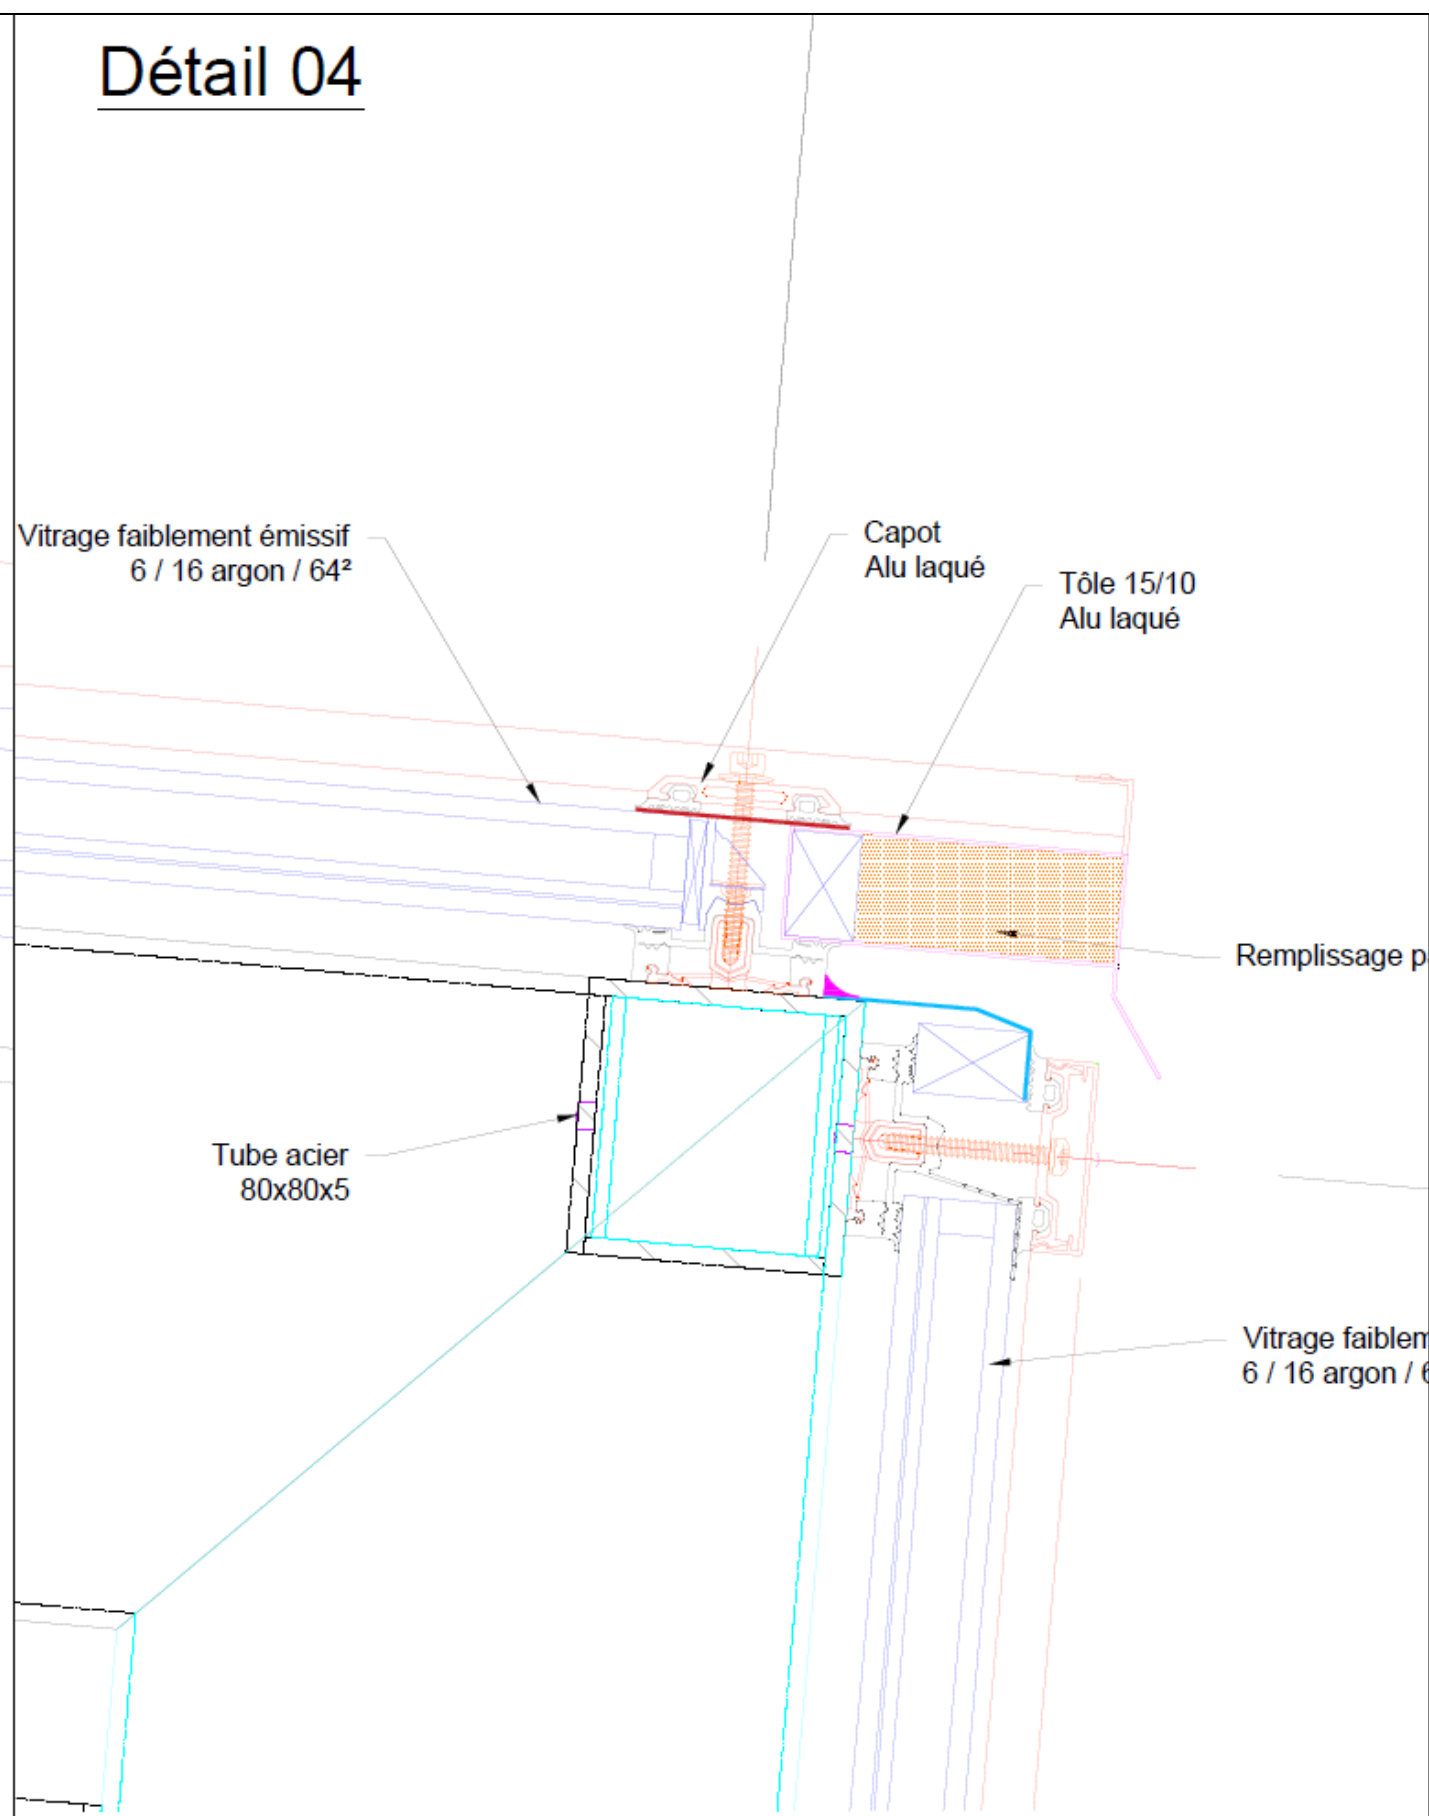 Détail 04
Vitrage faiblement émissif
6 / 16 argon / 64²
Capot
Alu laqué
Tôle 15/10
Alu laqué
Remplissage
Tube acier
80x80x5
Vitrage
6 / 16 argon /